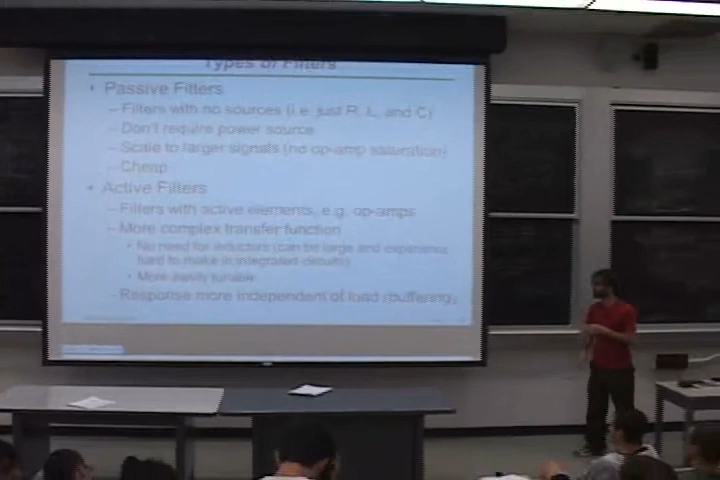 Types of Filters
• Passive Filters
– Filters with no sources (i.e. just R, L, and C)
– Don't require power source
– Scale to larger signals (no op-amp saturation)
– Cheap
• Active Filters
– Filters with active elements, e.g. op-amps
– More complex transfer function
• No need for inductors (can be large and expensive,
hard to make in integrated circuits)
• More easily tunable
– Response more independent of load (buffering)